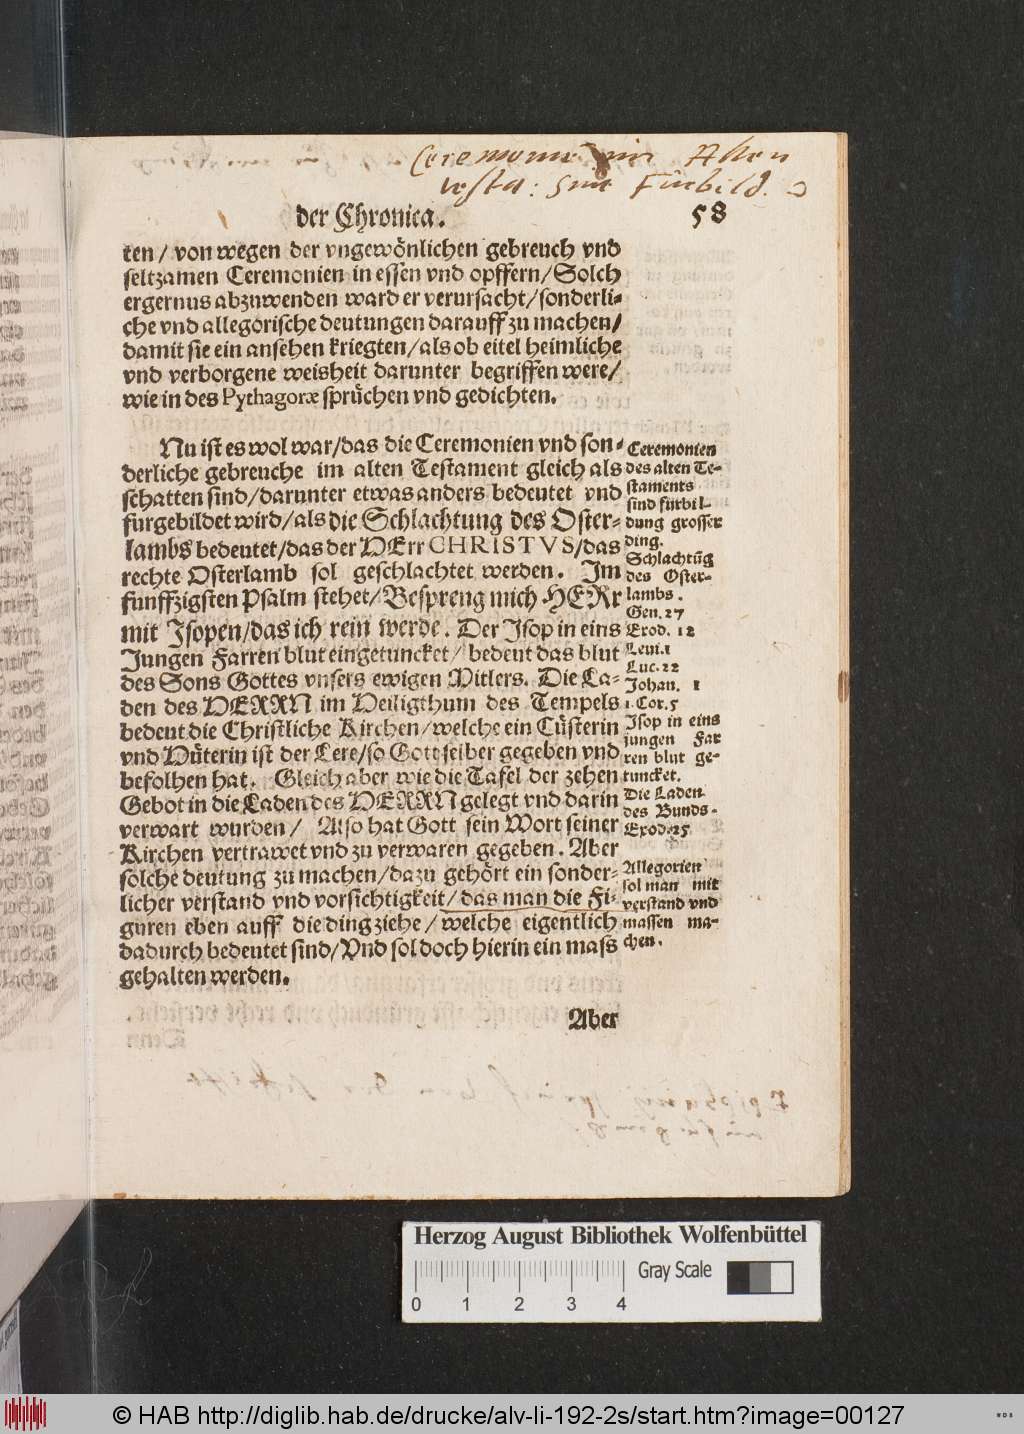 Ceremonie im Alten
testa: sint Fürbild.
der Chronica. 58
ten / von wegen der vngewönlichen gebreuch vnd
seltzamen Ceremonien in essen vnd opffern / Solch
ergernus abzuwenden ward er verursacht / sonderli-
che vnd allegorische deutungen darauff zu machen /
damit sie ein ansehen kriegten / als ob eitel heimliche
vnd verborgene weisheit darunter begriffen were /
wie in des Pythagoræ sprüchen vnd gedichten.
Nu ist es wol war / das die Ceremonien vnd son-
derliche gebreuche im alten Testament gleich als
schatten sind / darunter etwas anders bedeutet vnd
furgebildet wird / als die Schlachtung des Oster-
lambs bedeutet / das der HErr CHRISTVS / das
rechte Osterlamb sol geschlachtet werden. Im
funffzigsten Psalm stehet / Bespreng mich HERr
mit Jsopen / das ich rein werde. Der Jsop in eins
Jungen Farren blut eingetuncket / bedeut das blut
des Sons Gottes vnsers ewigen Mitlers. Die La-
den des HERRN im Heiligthum des Tempels
bedeut die Christliche Kirchen / welche ein Cüsterin
vnd Hüterin ist der Lere / so Gott selber gegeben vnd
befolhen hat. Gleich aber wie die Tafel der zehen
Gebot in die Laden des HERRN gelegt vnd darin
verwart wurden / Also hat Gott sein Wort seiner
Kirchen vertrawet vnd zu verwaren gegeben. Aber
solche deutung zu machen / dazu gehört ein sonder-
licher verstand vnd vorsichtigkeit / das man die Fi-
guren eben auff die ding ziehe / welche eigentlich
dadurch bedeutet sind / Vnd sol doch hierin ein mass
gehalten werden.
Aber
Ceremonien
des alten Te-
staments
sind fürbil-
dung grosser
ding.
Schlachtũg
des Oster-
lambs.
Gen. 27
Exod. 12
Leui. 1
Luc. 22
Johan. 1
1. Cor. 5
Jsop in eins
jungen Far
ren blut ge-
tuncket.
Die Laden
des Bunds.
Exod. 25
Allegorien
sol man mit
verstand vnd
massen ma-
chen.
Herzog August Bibliothek Wolfenbüttel
Gray Scale
0 1 2 3 4
© HAB http://diglib.hab.de/drucke/alv-li-192-2s/start.htm?image=00127